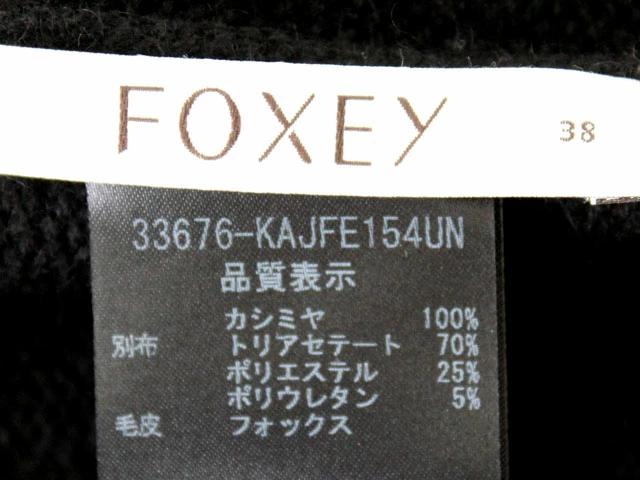 FOXEY 38
33676-KAJFE154UN
品質表示
カシミヤ 100%
別布 トリアセテート 70%
ポリエステル 25%
ポリウレタン 5%
毛皮 フォックス